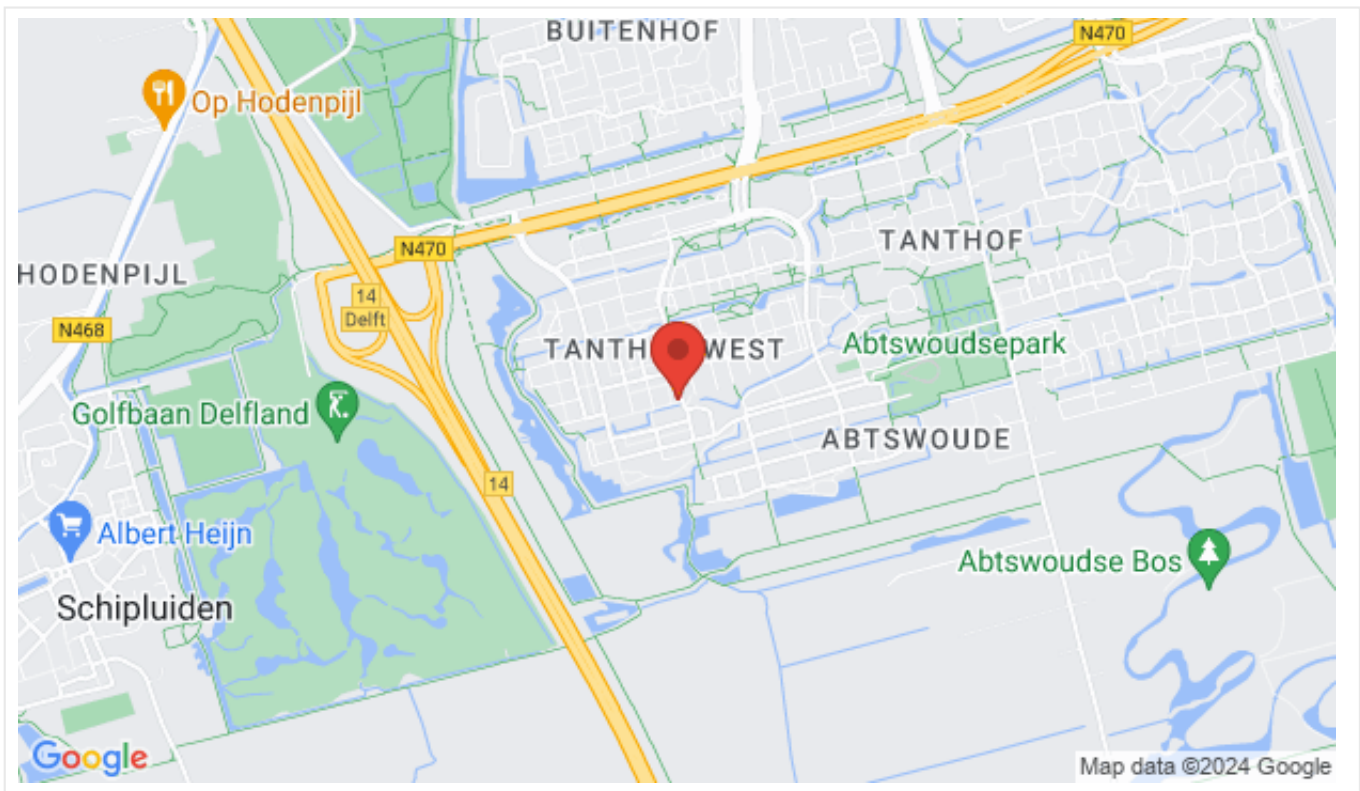 BUITENHOF
N470
Op Hodenpijl
TANTHOF
N470
HODENPIJL
14
Delft
N468
TANTH WEST
Abtswoudsepark
Golfbaan Delfland
ABTSWOUDE
14
Albert Heijn
Abtswoudse Bos
Schipluiden
Google
Map data ©2024 Google